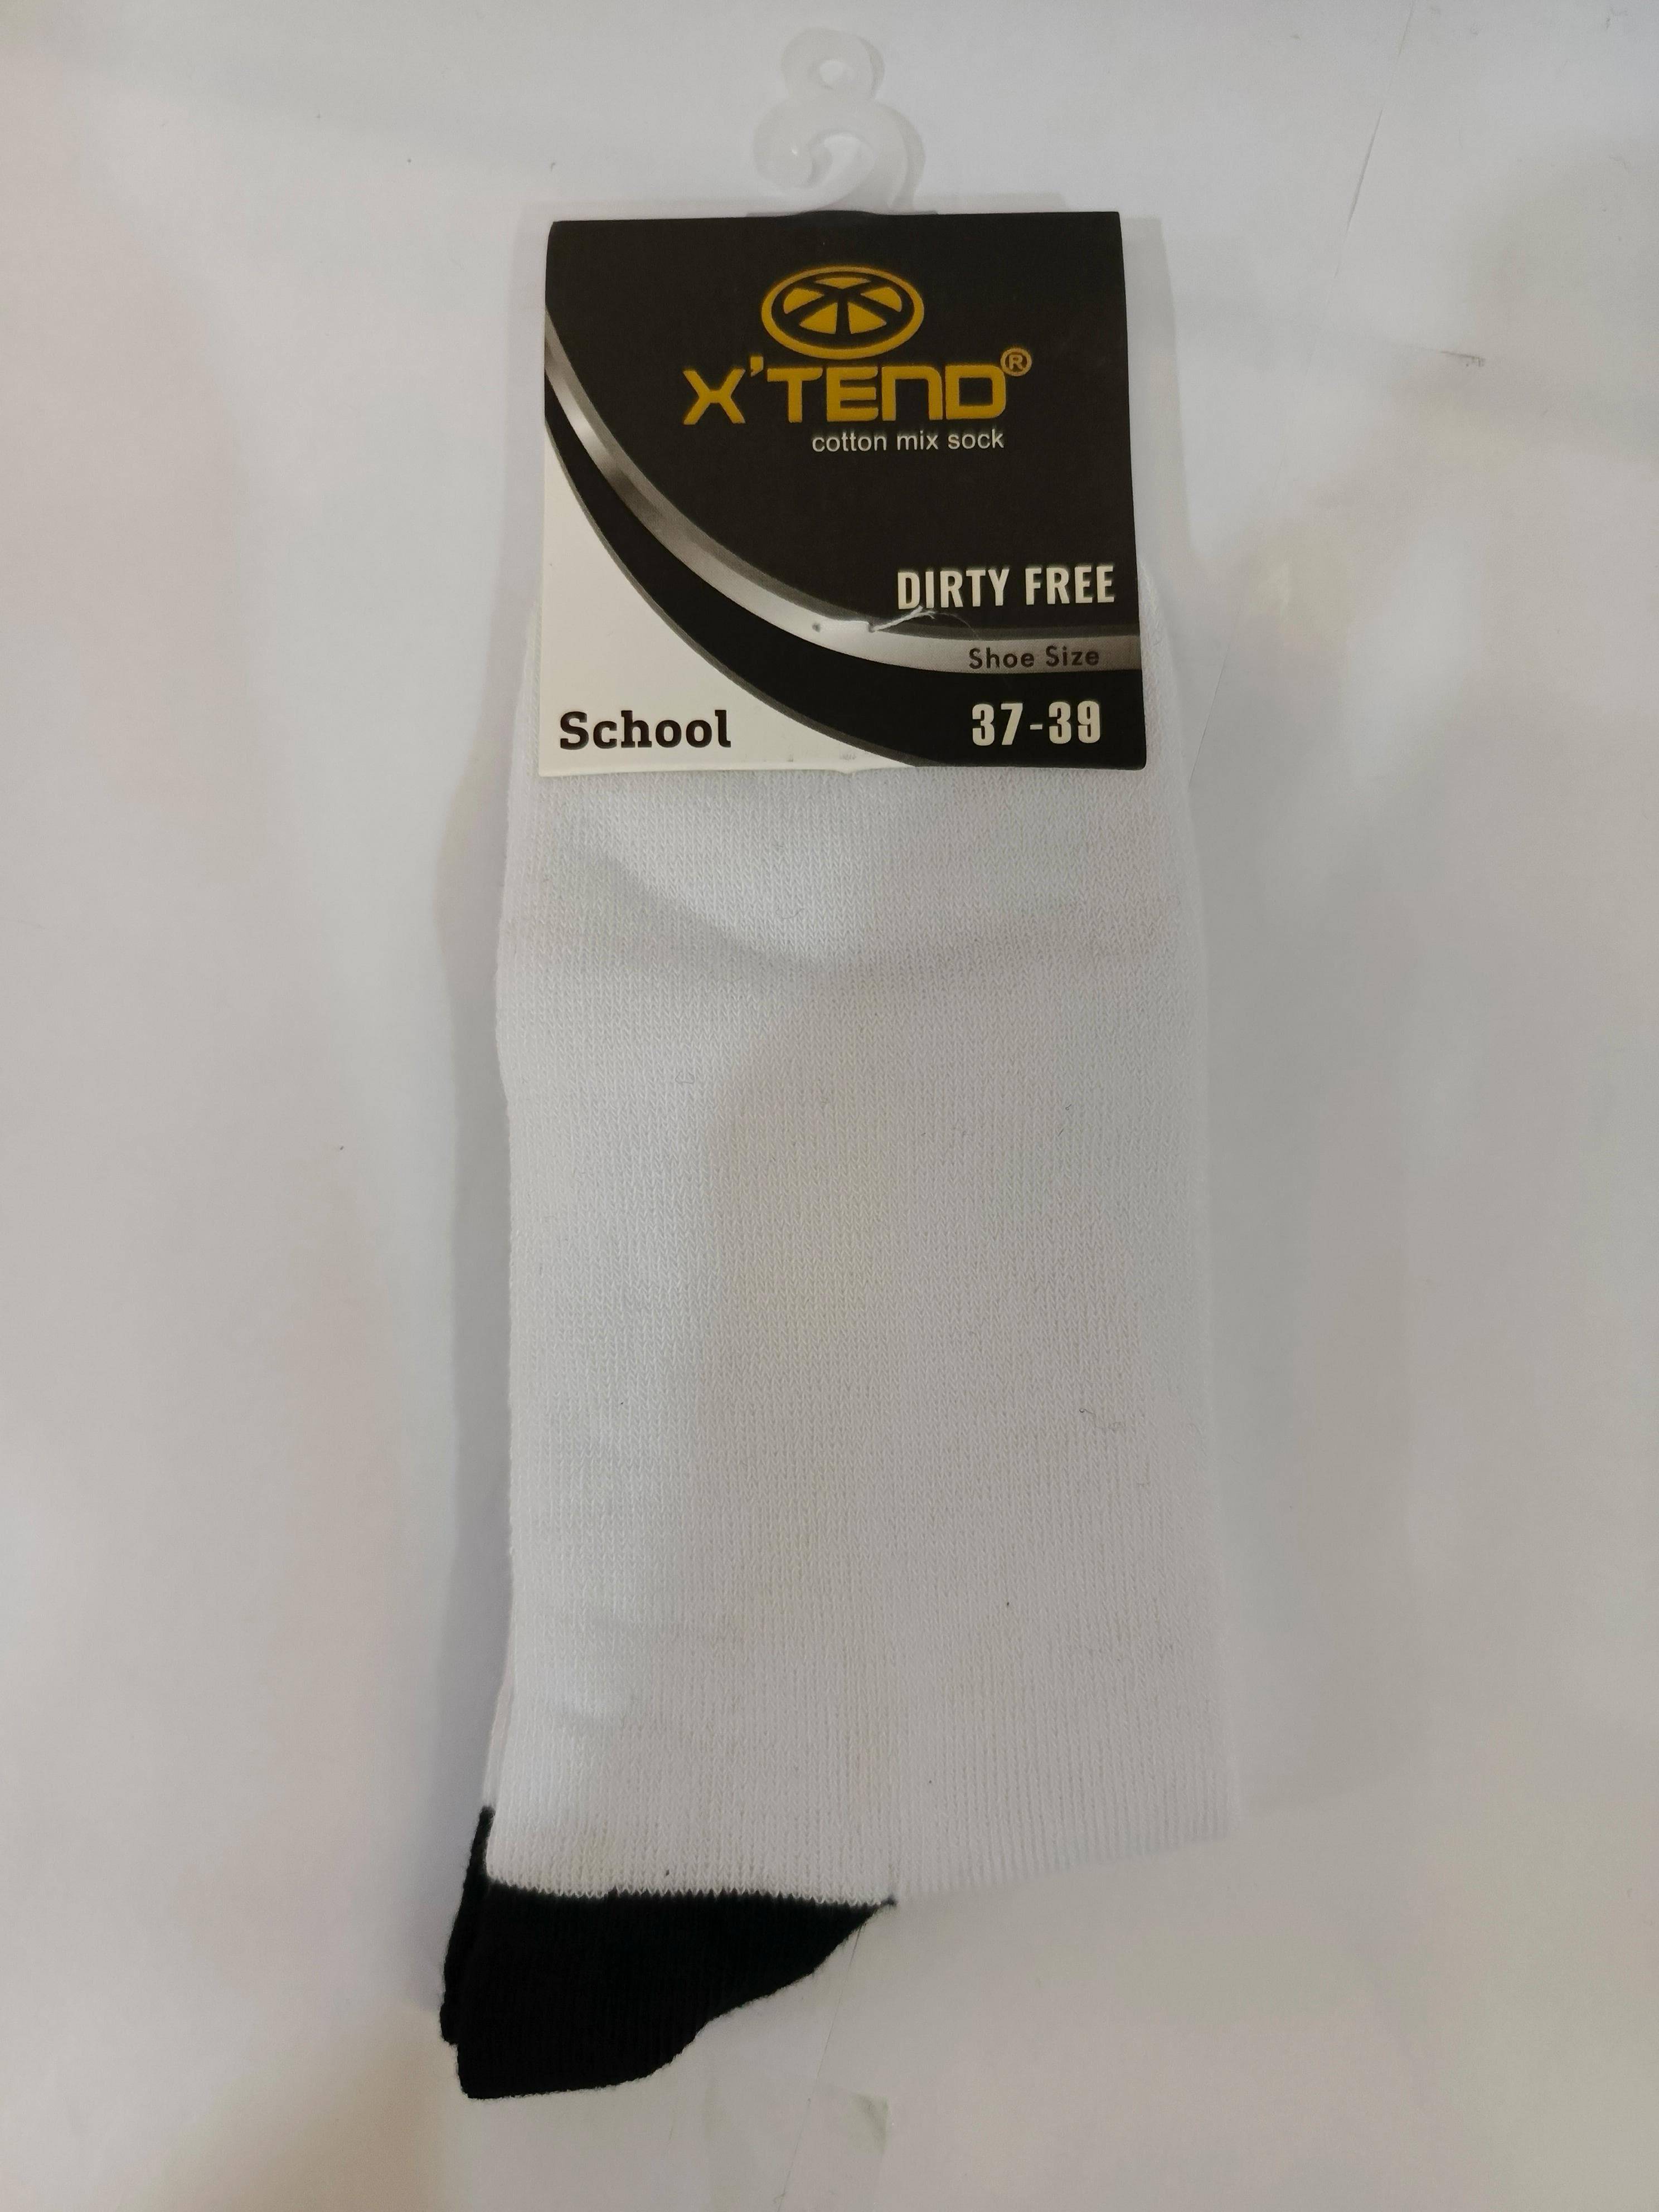 X'TEND®
cotton mix sock
DIRTY FREE
Shoe Size
School
37-39